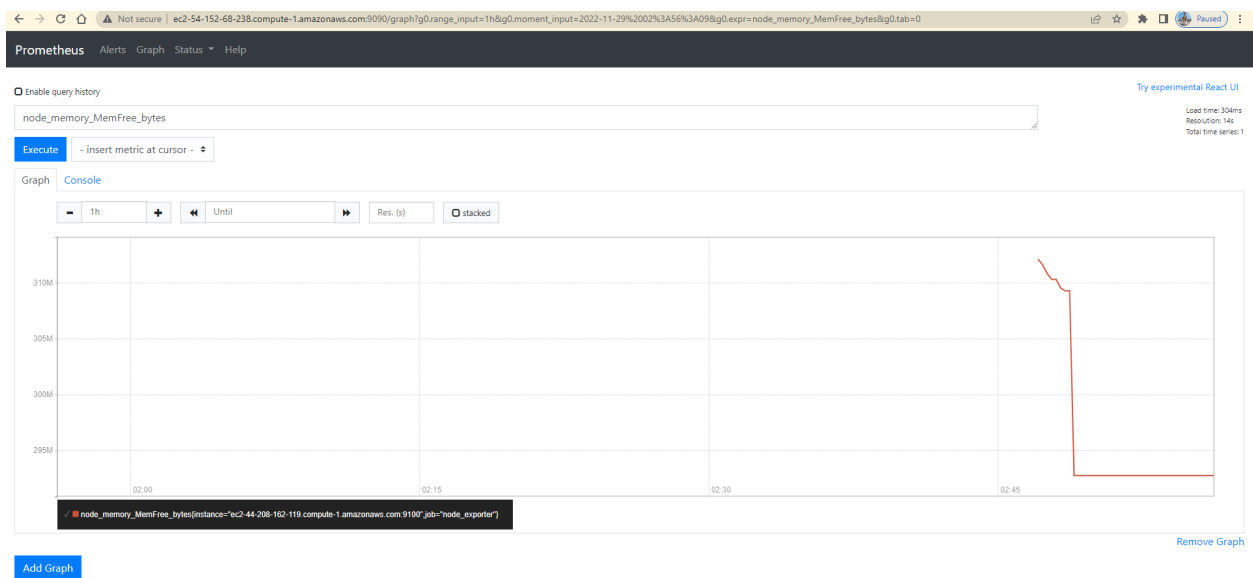 Not secure | ec2-54-152-68-238.compute-1.amazonaws.com:9090/graph?g0.range_input=1h&g0.moment_input=2022-11-29%2002%3A56%3A09&g0.expr=node_memory_MemFree_bytes&g0.tab=0 Paused
Prometheus Alerts Graph Status Help
Enable query history
Try experimental React UI
node_memory_MemFree_bytes
Load time: 304ms
Resolution: 14s
Total time series: 1
Execute - insert metric at cursor -
Graph Console
1h Until Res. (s) stacked
310M
305M
300M
295M
02:00 02:15 02:30 02:45
node_memory_MemFree_bytes{instance="ec2-44-208-162-119.compute-1.amazonaws.com:9100",job="node_exporter"}
Remove Graph
Add Graph